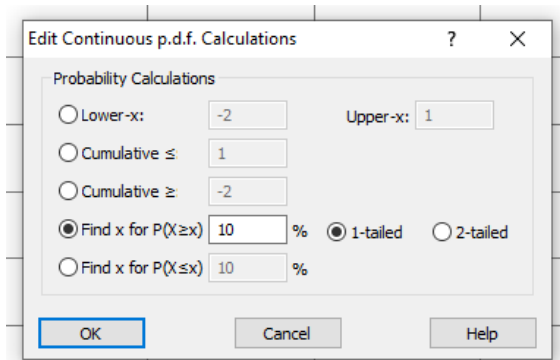 Edit Continuous p.d.f. Calculations ? ×
Probability Calculations
Lower-x: -2 Upper-x: 1
Cumulative ≤: 1
Cumulative ≥: -2
Find x for P(X≥x) 10 % 1-tailed 2-tailed
Find x for P(X≤x) 10 %
OK Cancel Help